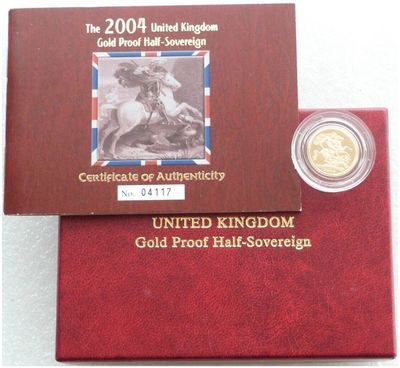 The 2004 United Kingdom
Gold Proof Half-Sovereign
Certificate of Authenticity
No. 04117
UNITED KINGDOM
Gold Proof Half-Sovereign